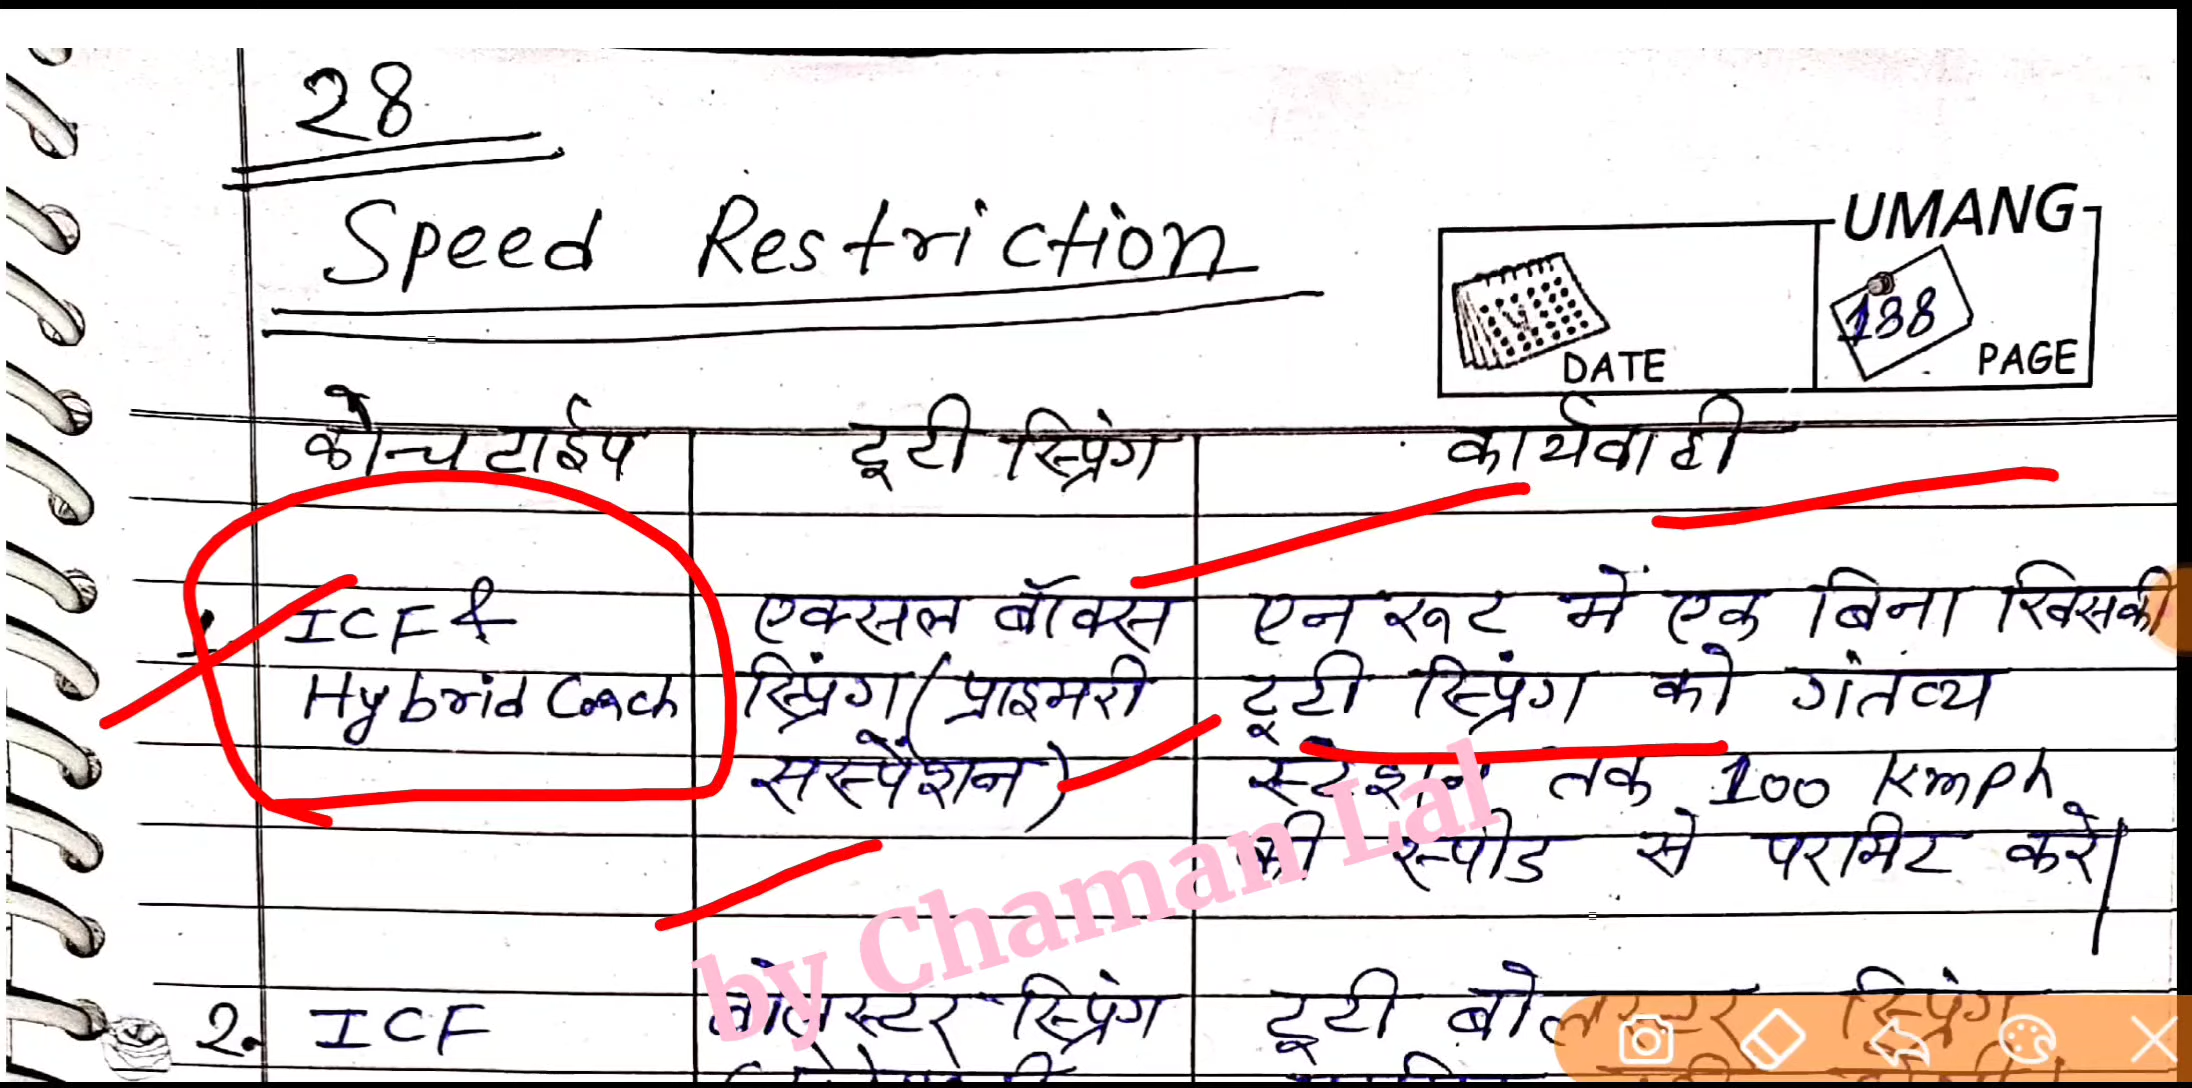 28
Speed Restriction
UMANG
138
DATE
PAGE
कोच टाईप टूटी स्प्रिंग कार्यवाही
1. ICF & एक्सल बॉक्स एन रूट में एक बिना खिसकी
Hybrid Coach स्प्रिंग (प्राइमरी टूटी स्प्रिंग को गंतव्य
सस्पेंशन) स्टेशन तक 100 Kmph
की स्पीड से परमिट करे।
by Chaman Lal
2. ICF बोलस्टर स्प्रिंग टूटी बोलस्टर स्प्रिंग